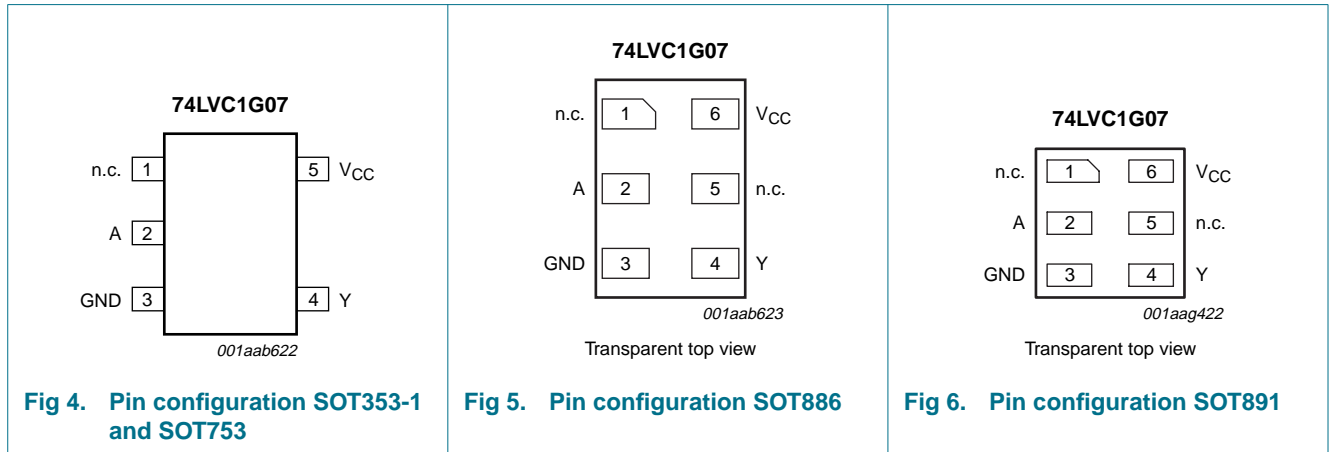 74LVC1G07
n.c. 1
5 VCC
A 2
GND 3
4 Y
001aab622
Fig 4. Pin configuration SOT353-1
and SOT753
74LVC1G07
n.c. 1
6 VCC
A 2
5 n.c.
GND 3
4 Y
001aab623
Transparent top view
Fig 5. Pin configuration SOT886
74LVC1G07
n.c. 1
6 VCC
A 2
5 n.c.
GND 3
4 Y
001aag422
Transparent top view
Fig 6. Pin configuration SOT891